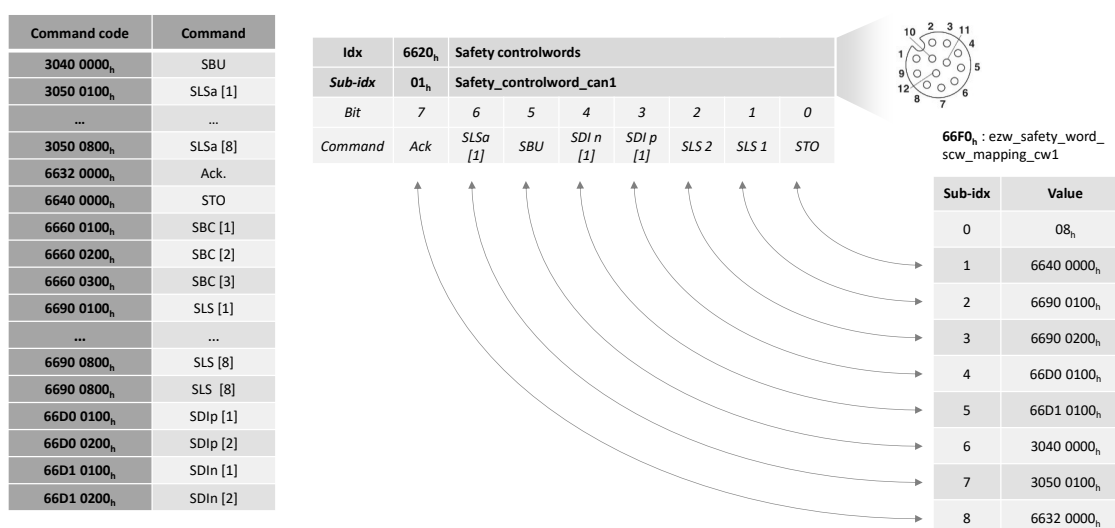 Command code Command
3040 0000h SBU
3050 0100h SLSa [1]
... ...
3050 0800h SLSa [8]
6632 0000h Ack.
6640 0000h STO
6660 0100h SBC [1]
6660 0200h SBC [2]
6660 0300h SBC [3]
6690 0100h SLS [1]
... ...
6690 0800h SLS [8]
6690 0800h SLS [8]
66D0 0100h SDIp [1]
66D0 0200h SDIp [2]
66D1 0100h SDIn [1]
66D1 0200h SDIn [2]
Idx 6620h Safety controlwords
Sub-idx 01h Safety_controlword_can1
Bit 7 6 5 4 3 2 1 0
Command Ack SLSa [1] SBU SDI n [1] SDI p [1] SLS 2 SLS 1 STO
10 2 3 11
1 4
9 5
12 6
8 7
66F0h : ezw_safety_word_
scw_mapping_cw1
Sub-idx Value
0 08h
1 6640 0000h
2 6690 0100h
3 6690 0200h
4 66D0 0100h
5 66D1 0100h
6 3040 0000h
7 3050 0100h
8 6632 0000h